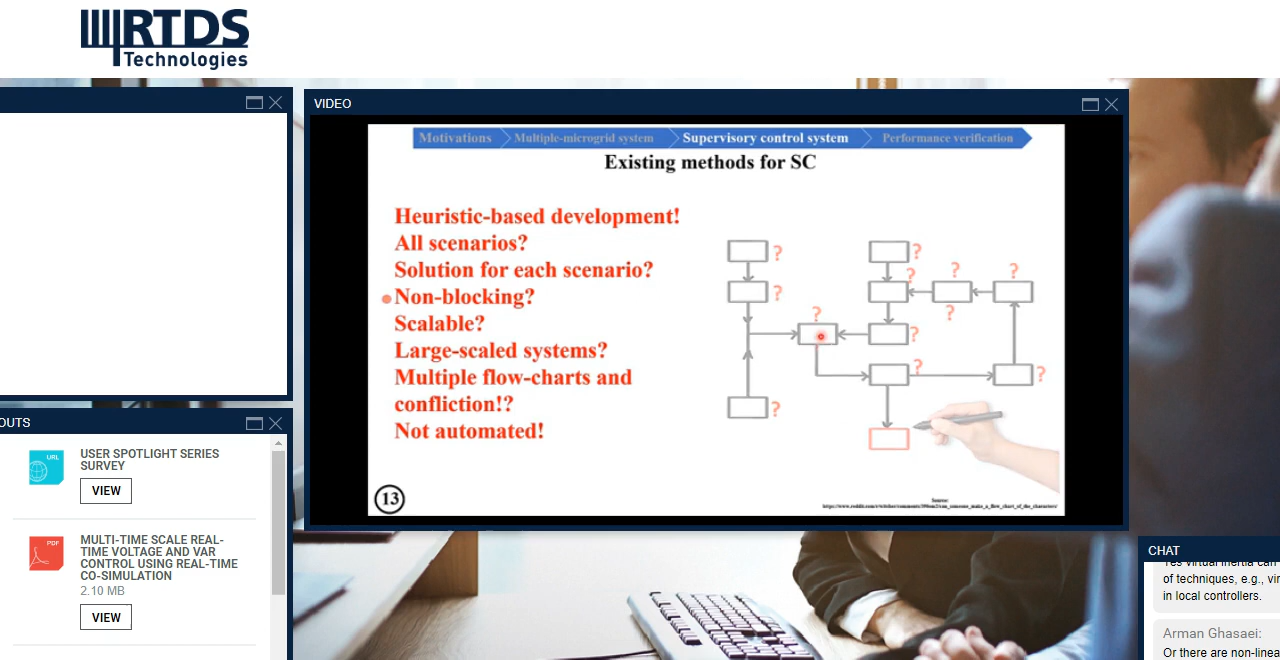 RTDS
Technologies
VIDEO
Motivations
Multiple-microgrid system
Supervisory control system
Performance verification
Existing methods for SC
Heuristic-based development!
All scenarios?
Solution for each scenario?
Non-blocking?
Scalable?
Large-scaled systems?
Multiple flow-charts and
confliction!?
Not automated!
?
?
?
?
?
?
?
?
?
?
?
?
?
13
Source:
OUTS
URL
USER SPOTLIGHT SERIES
SURVEY
VIEW
PDF
MULTI-TIME SCALE REAL-
TIME VOLTAGE AND VAR
CONTROL USING REAL-TIME
CO-SIMULATION
2.10 MB
VIEW
CHAT
Yes virtual inertia can
of techniques, e.g., vir
in local controllers.
Arman Ghasaei:
Or there are non-linea